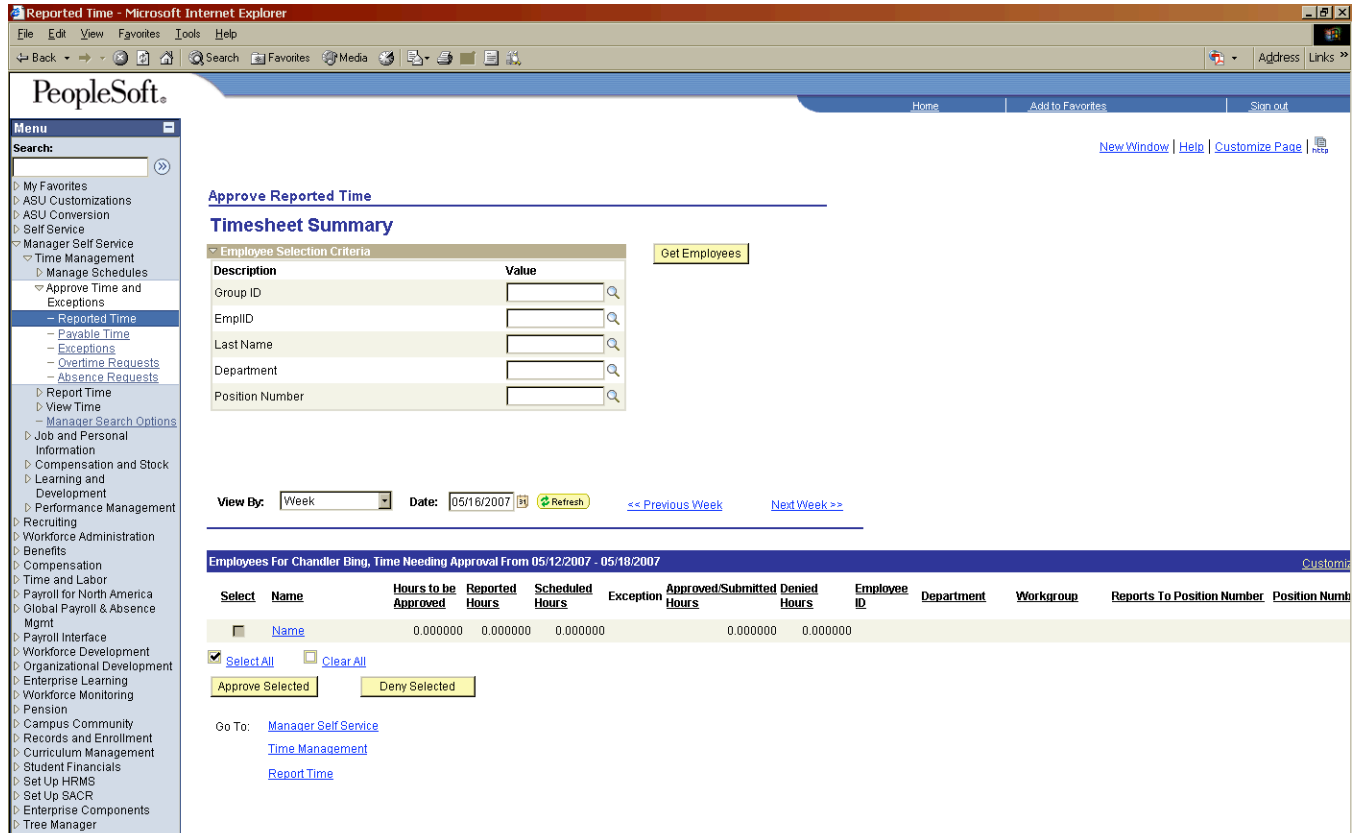 Reported Time - Microsoft Internet Explorer
File Edit View Favorites Tools Help
Back Search Favorites Media Address Links »
PeopleSoft.
Home Add to Favorites Sign out
New Window | Help | Customize Page | http
Menu
Search:
My Favorites
ASU Customizations
ASU Conversion
Self Service
Manager Self Service
Time Management
Manage Schedules
Approve Time and
Exceptions
– Reported Time
– Payable Time
– Exceptions
– Overtime Requests
– Absence Requests
Report Time
View Time
– Manager Search Options
Job and Personal
Information
Compensation and Stock
Learning and
Development
Performance Management
Recruiting
Workforce Administration
Benefits
Compensation
Time and Labor
Payroll for North America
Global Payroll & Absence
Mgmt
Payroll Interface
Workforce Development
Organizational Development
Enterprise Learning
Workforce Monitoring
Pension
Campus Community
Records and Enrollment
Curriculum Management
Student Financials
Set Up HRMS
Set Up SACR
Enterprise Components
Tree Manager
Approve Reported Time
Timesheet Summary
Employee Selection Criteria
Get Employees
Description Value
Group ID
EmplID
Last Name
Department
Position Number
View By: Week Date: 05/16/2007 31 Refresh << Previous Week Next Week >>
Employees For Chandler Bing, Time Needing Approval From 05/12/2007 - 05/18/2007 Customiz
Select Name Hours to be Approved Reported Hours Scheduled Hours Exception Approved/Submitted Hours Denied Hours Employee ID Department Workgroup Reports To Position Number Position Numb
Name 0.000000 0.000000 0.000000 0.000000 0.000000
Select All Clear All
Approve Selected Deny Selected
Go To: Manager Self Service
Time Management
Report Time